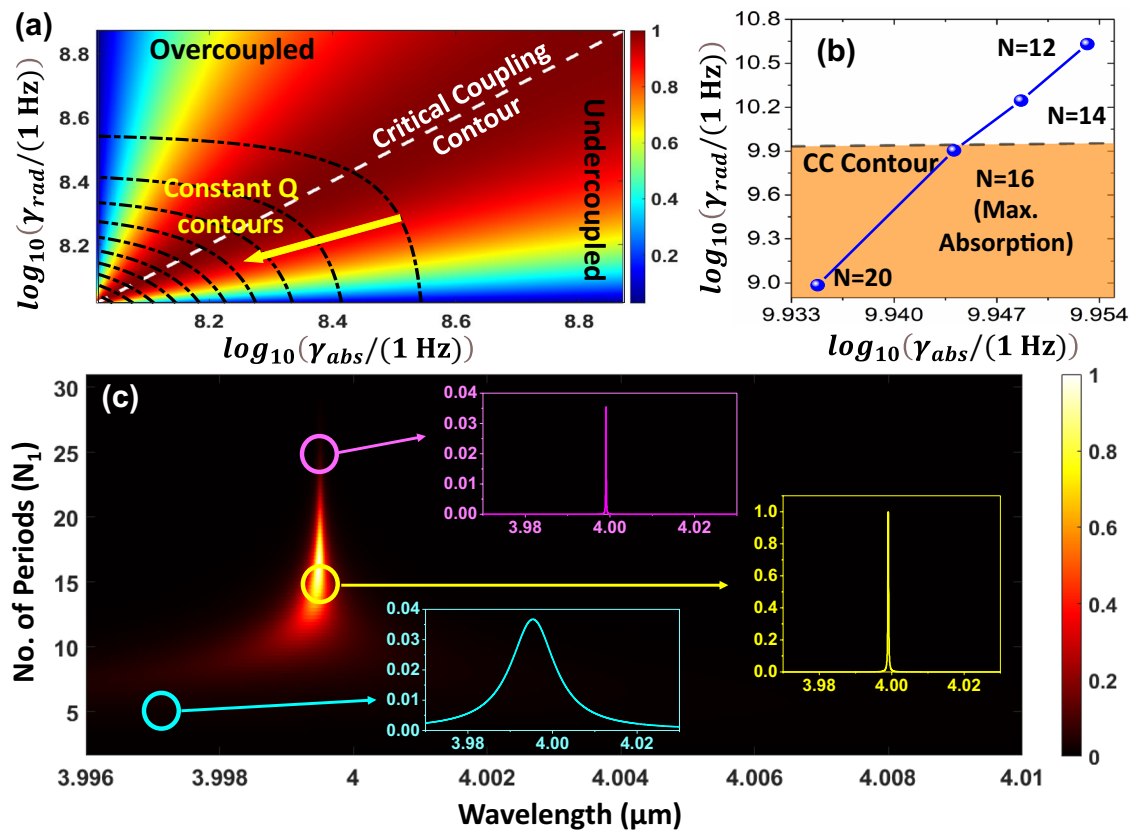 (a)
Overcoupled
Critical Coupling
Contour
Undercoupled
Constant Q
contours
8.8
8.6
8.4
8.2
log10(γrad/(1 Hz))
8.2 8.4 8.6 8.8
log10(γabs/(1 Hz))
1
0.8
0.6
0.4
0.2
(b)
10.8
10.5
10.2
9.9
9.6
9.3
9.0
log10(γrad/(1 Hz))
N=12
N=14
CC Contour
N=16
(Max.
Absorption)
N=20
9.933 9.940 9.947 9.954
log10(γabs/(1 Hz))
(c)
30
25
20
15
10
5
No. of Periods (N1)
0.04
0.03
0.02
0.01
0.00
3.98 4.00 4.02
1.0
0.8
0.6
0.4
0.2
0.0
3.98 4.00 4.02
0.04
0.03
0.02
0.01
0.00
3.98 4.00 4.02
3.996 3.998 4 4.002 4.004 4.006 4.008 4.01
Wavelength (μm)
1
0.8
0.6
0.4
0.2
0